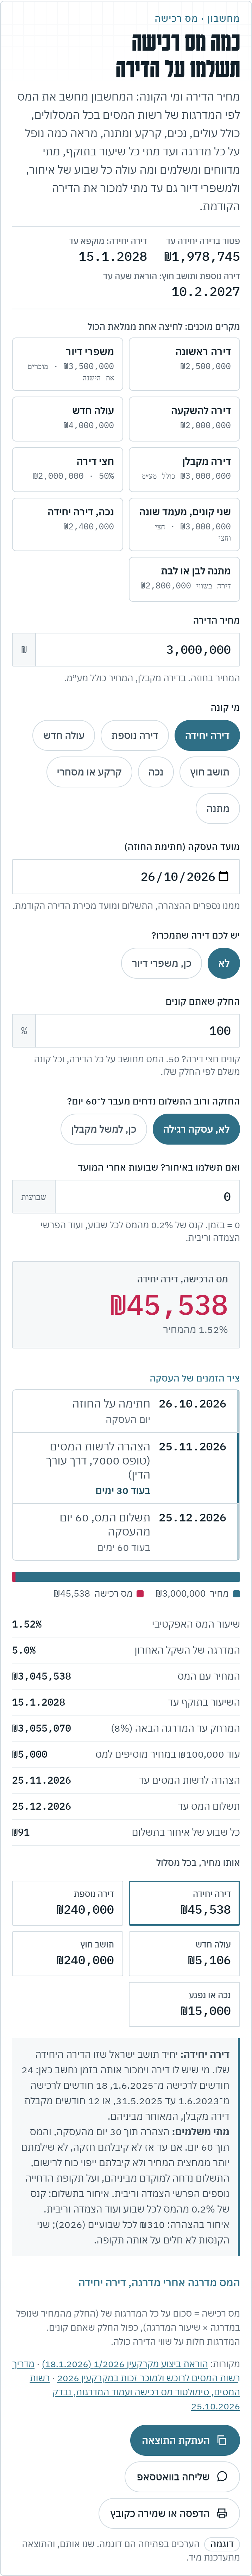 מחשבון · מס רכישה
כמה מס רכישה
תשלמו על הדירה
מחיר הדירה ומי הקונה: המחשבון מחשב את המס
לפי המדרגות של רשות המסים בכל המסלולים,
כולל עולים, נכים, קרקע ומתנה, מראה כמה נופל
על כל מדרגה ועד מתי כל שיעור בתוקף, מתי
מדווחים ומשלמים ומה עולה כל שבוע של איחור,
ולמשפרי דיור גם עד מתי למכור את הדירה
הקודמת.
פטור בדירה יחידה עד
₪1,978,745
דירה יחידה: מוקפא עד
15.1.2028
דירה נוספת ותושב חוץ: הוראת שעה עד
10.2.2027
מקרים מוכנים: לחיצה אחת ממלאת הכול
דירה ראשונה
₪2,500,000
משפרי דיור
₪3,500,000 · מוכרים
את הישנה
דירה להשקעה
₪2,000,000
עולה חדש
₪4,000,000
דירה מקבלן
₪3,000,000 כולל מע״מ
חצי דירה
50% · ₪2,000,000
שני קונים, מעמד שונה
₪3,000,000 · חצי
וחצי
נכה, דירה יחידה
₪2,400,000
מתנה לבן או לבת
דירה בשווי ₪2,800,000
מחיר הדירה
3,000,000 ₪
המחיר בחוזה. בדירה מקבלן, המחיר כולל מע״מ.
מי קונה
דירה יחידה
דירה נוספת
עולה חדש
תושב חוץ
נכה
קרקע או מסחרי
מתנה
מועד העסקה (חתימת החוזה)
26/10/2026
ממנו נספרים ההצהרה, התשלום ומועד מכירת הדירה הקודמת.
יש לכם דירה שתמכרו?
לא
כן, משפרי דיור
החלק שאתם קונים
100 %
קונים חצי דירה? 50. המס מחושב על כל הדירה, וכל קונה
משלם לפי החלק שלו.
החזקה ורוב התשלום נדחים מעבר ל־60 יום?
לא, עסקה רגילה
כן, למשל מקבלן
ואם תשלמו באיחור? שבועות אחרי המועד
0 שבועות
0 = בזמן. קנס של 0.2% מהמס לכל שבוע, ועוד הפרשי
הצמדה וריבית.
מס הרכישה, דירה יחידה
₪45,538
1.52% מהמחיר
ציר הזמנים של העסקה
26.10.2026 חתימה על החוזה
יום העסקה
25.11.2026 הצהרה לרשות המסים
(טופס 7000, דרך עורך
הדין)
בעוד 30 ימים
25.12.2026 תשלום המס, 60 יום
מהעסקה
בעוד 60 ימים
מחיר ₪3,000,000 מס רכישה ₪45,538
שיעור המס האפקטיבי 1.52%
המדרגה של השקל האחרון 5.0%
המחיר עם המס ₪3,045,538
השיעור בתוקף עד 15.1.2028
המרחק עד המדרגה הבאה (8%) ₪3,055,070
עוד ₪100,000 במחיר מוסיפים למס ₪5,000
הצהרה לרשות המסים עד 25.11.2026
תשלום המס עד 25.12.2026
כל שבוע של איחור בתשלום ₪91
אותו מחיר, בכל מסלול
דירה יחידה
₪45,538
דירה נוספת
₪240,000
עולה חדש
₪5,106
תושב חוץ
₪240,000
נכה או נפגע
₪15,000
דירה יחידה: יחיד תושב ישראל שזו הדירה היחידה
שלו. מי שיש לו דירה וימכור אותה בזמן נחשב כאן: 24
חודשים לרכישה מ־1.6.2025, 18 חודשים לרכישה
מ־1.6.2023 עד 31.5.2025, או 12 חודשים מקבלת
דירה מקבלן, המאוחר מביניהם.
מתי משלמים: הצהרה תוך 30 יום מהעסקה, והמס
תוך 60 יום. אם עד אז לא קיבלתם חזקה, לא שילמתם
יותר ממחצית המחיר ולא קיבלתם ייפוי כוח לרישום,
התשלום נדחה למוקדם מביניהם, ועל תקופת הדחייה
נוספים הפרשי הצמדה וריבית. איחור בתשלום: קנס
של 0.2% מהמס לכל שבוע ועוד הצמדה וריבית.
איחור בהצהרה: ₪310 לכל שבועיים (2026); שני
הקנסות לא חלים על אותה תקופה.
המס מדרגה אחרי מדרגה, דירה יחידה
מס רכישה = סכום על כל המדרגות של (החלק מהמחיר שנופל
במדרגה × שיעור המדרגה), כפול החלק שאתם קונים.
המדרגות חלות על שווי הדירה כולה.
מקורות: הוראת ביצוע מקרקעין 1/2026 (18.1.2026) · מדריך
רשות המסים לרוכש ולמוכר זכות במקרקעין 2026 · רשות
המסים, סימולטור מס רכישה ועמוד המדרגות, נבדק
25.10.2026
העתקת התוצאה
שליחה בוואטסאפ
הדפסה או שמירה כקובץ
דוגמה הערכים בפתיחה הם דוגמה. שנו אותם, והתוצאה
מתעדכנת מיד.